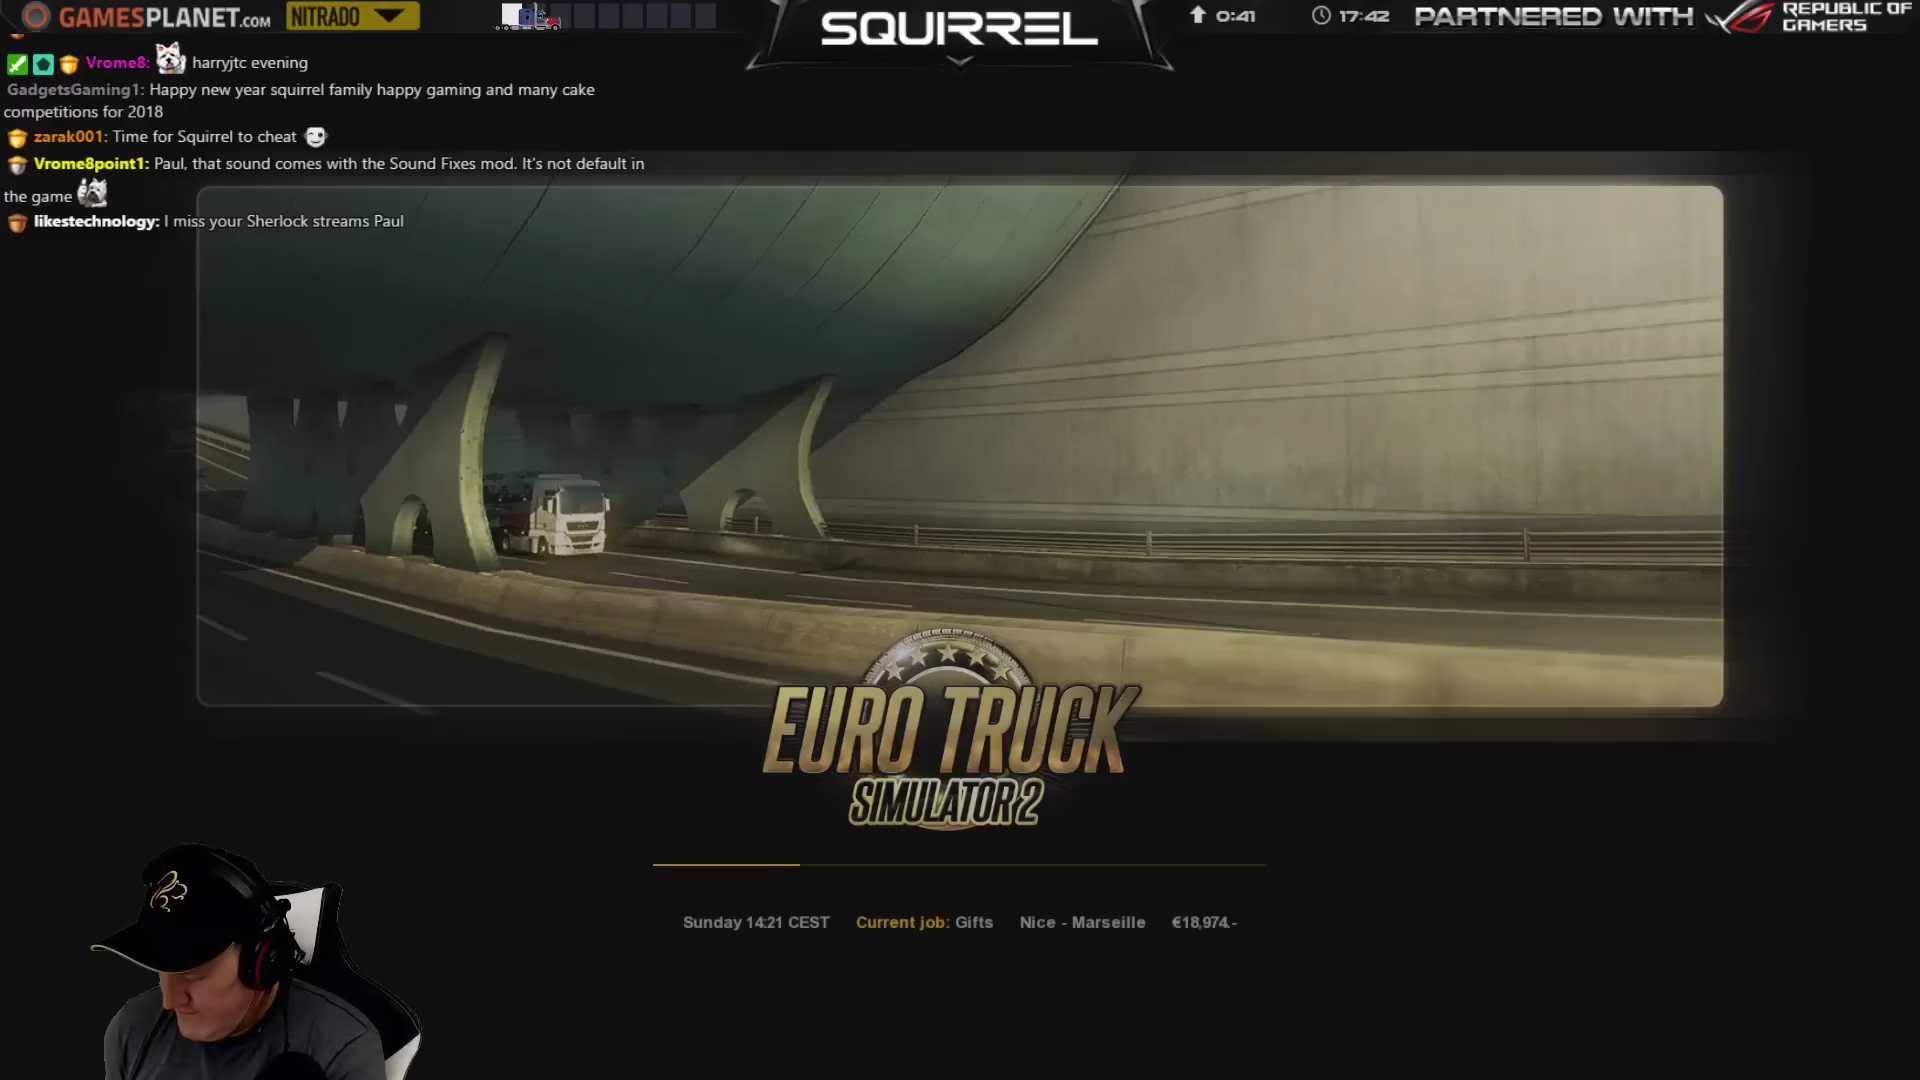 GAMESPLANET.COM
NITRADO
SQUIRREL
0:41
17:42
PARTNERED WITH
REPUBLIC OF
GAMERS
Vrome8: harryjtc evening
GadgetsGaming1: Happy new year squirrel family happy gaming and many cake
competitions for 2018
zarak001: Time for Squirrel to cheat
Vrome8point1: Paul, that sound comes with the Sound Fixes mod. It's not default in
the game
likestechnology: I miss your Sherlock streams Paul
EURO TRUCK
SIMULATOR 2
Sunday 14:21 CEST Current job: Gifts Nice - Marseille €18,974.-